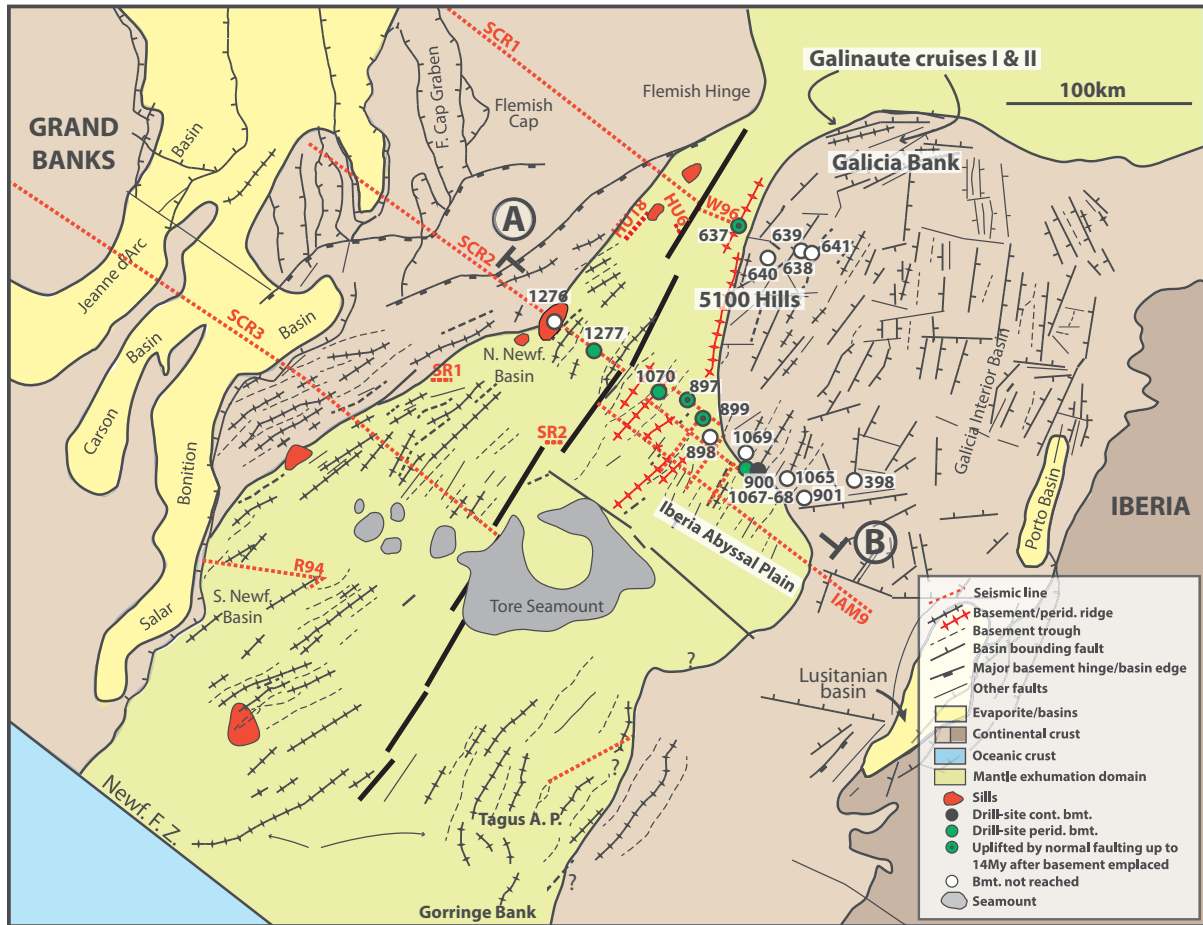 SCR1
Galinaute cruises I & II
Flemish Hinge
100km
GRAND
BANKS
Basin
F. Cap Graben
Flemish
Cap
Galicia Bank
HU18
HU6
W96
637
A
SCR2
639
641
640
638
Jeanne d'Arc
5100 Hills
1276
SCR3
Basin
1277
Basin
N. Newf.
Basin
Galicia Interior Basin
SR1
1070
897
899
Carson
SR2
898
1069
Bonition
900
1065
398
1067-68
901
Porto Basin
IBERIA
Iberia Abyssal Plain
B
R94
S. Newf.
Basin
Tore Seamount
IAM9
Salar
?
Lusitanian
basin
Newf. F. Z.
?
Tagus A. P.
?
?
Gorringe Bank
Seismic line
Basement/perid. ridge
Basement trough
Basin bounding fault
Major basement hinge/basin edge
Other faults
Evaporite/basins
Continental crust
Oceanic crust
Mantle exhumation domain
Sills
Drill-site cont. bmt.
Drill-site perid. bmt.
Uplifted by normal faulting up to
14My after basement emplaced
Bmt. not reached
Seamount